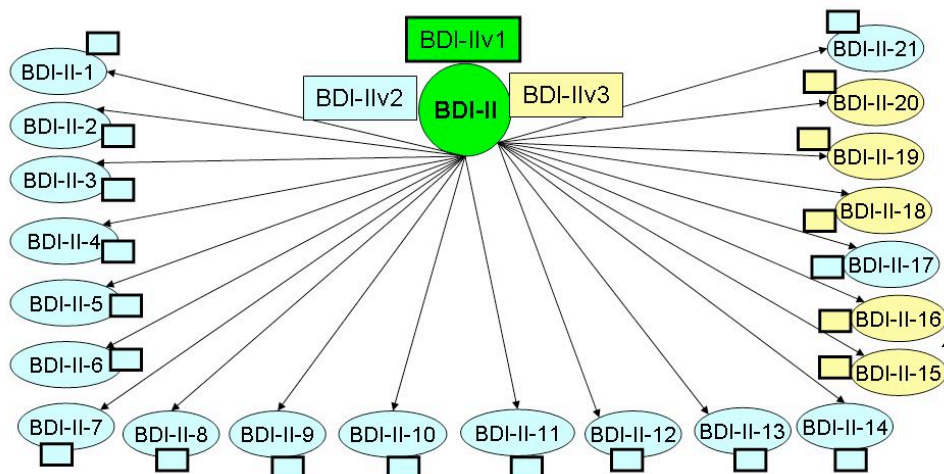 BDI-IIv1
BDI-IIv2
BDI-II
BDI-IIv3
BDI-II-1
BDI-II-2
BDI-II-3
BDI-II-4
BDI-II-5
BDI-II-6
BDI-II-7
BDI-II-8
BDI-II-9
BDI-II-10
BDI-II-11
BDI-II-12
BDI-II-13
BDI-II-14
BDI-II-15
BDI-II-16
BDI-II-17
BDI-II-18
BDI-II-19
BDI-II-20
BDI-II-21